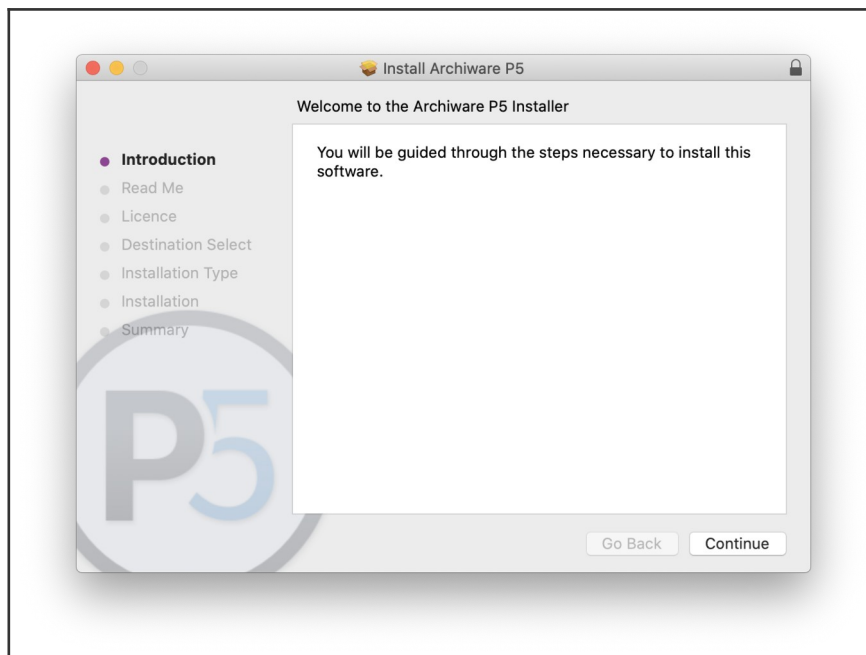 Install Archiware P5
Welcome to the Archiware P5 Installer
Introduction
Read Me
Licence
Destination Select
Installation Type
Installation
Summary
You will be guided through the steps necessary to install this
software.
P5
Go Back
Continue